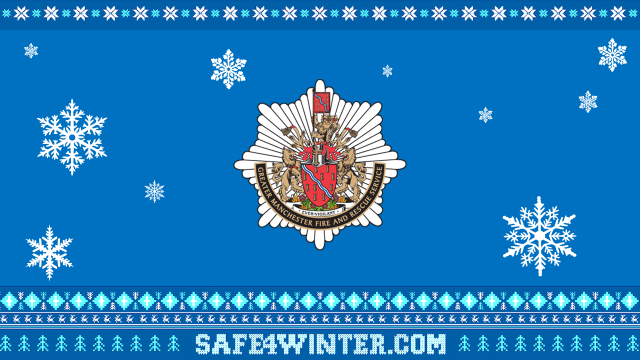 EVER VIGILANT
GREATER MANCHESTER FIRE AND RESCUE SERVICE
SAFE4WINTER.COM